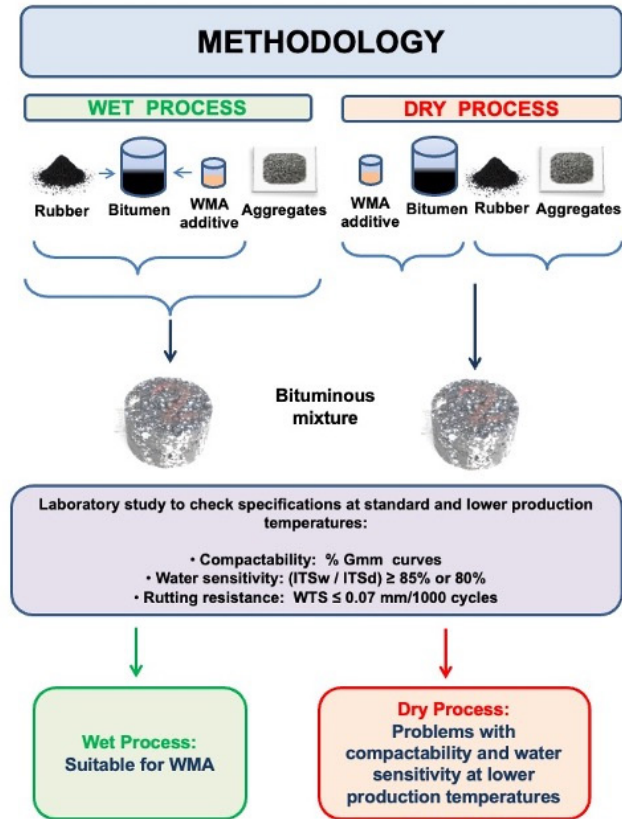 METHODOLOGY
WET PROCESS
DRY PROCESS
Rubber
Bitumen
WMA
additive
Aggregates
WMA
additive
Bitumen
Rubber
Aggregates
Bituminous
mixture
Laboratory study to check specifications at standard and lower production
temperatures:
• Compactability: % Gmm curves
• Water sensitivity: (ITSw / ITSd) ≥ 85% or 80%
• Rutting resistance: WTS ≤ 0.07 mm/1000 cycles
Wet Process:
Suitable for WMA
Dry Process:
Problems with
compactability and water
sensitivity at lower
production temperatures